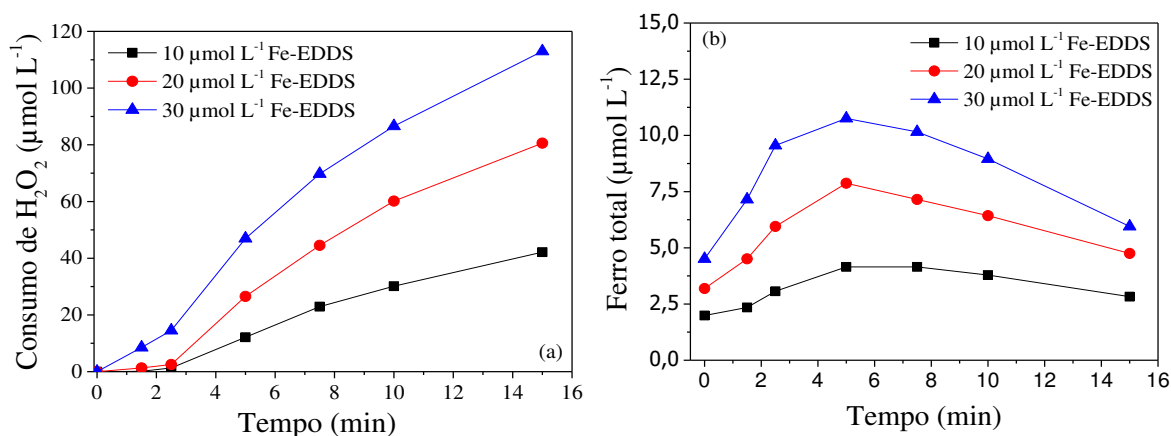 120
100
80
60
40
20
0
Consumo de H₂O₂ (µmol L⁻¹)
10 µmol L⁻¹ Fe-EDDS
20 µmol L⁻¹ Fe-EDDS
30 µmol L⁻¹ Fe-EDDS
(a)
0 2 4 6 8 10 12 14 16
Tempo (min)
15,0
12,5
10,0
7,5
5,0
2,5
0,0
Ferro total (µmol L⁻¹)
(b)
10 µmol L⁻¹ Fe-EDDS
20 µmol L⁻¹ Fe-EDDS
30 µmol L⁻¹ Fe-EDDS
0 2 4 6 8 10 12 14 16
Tempo (min)